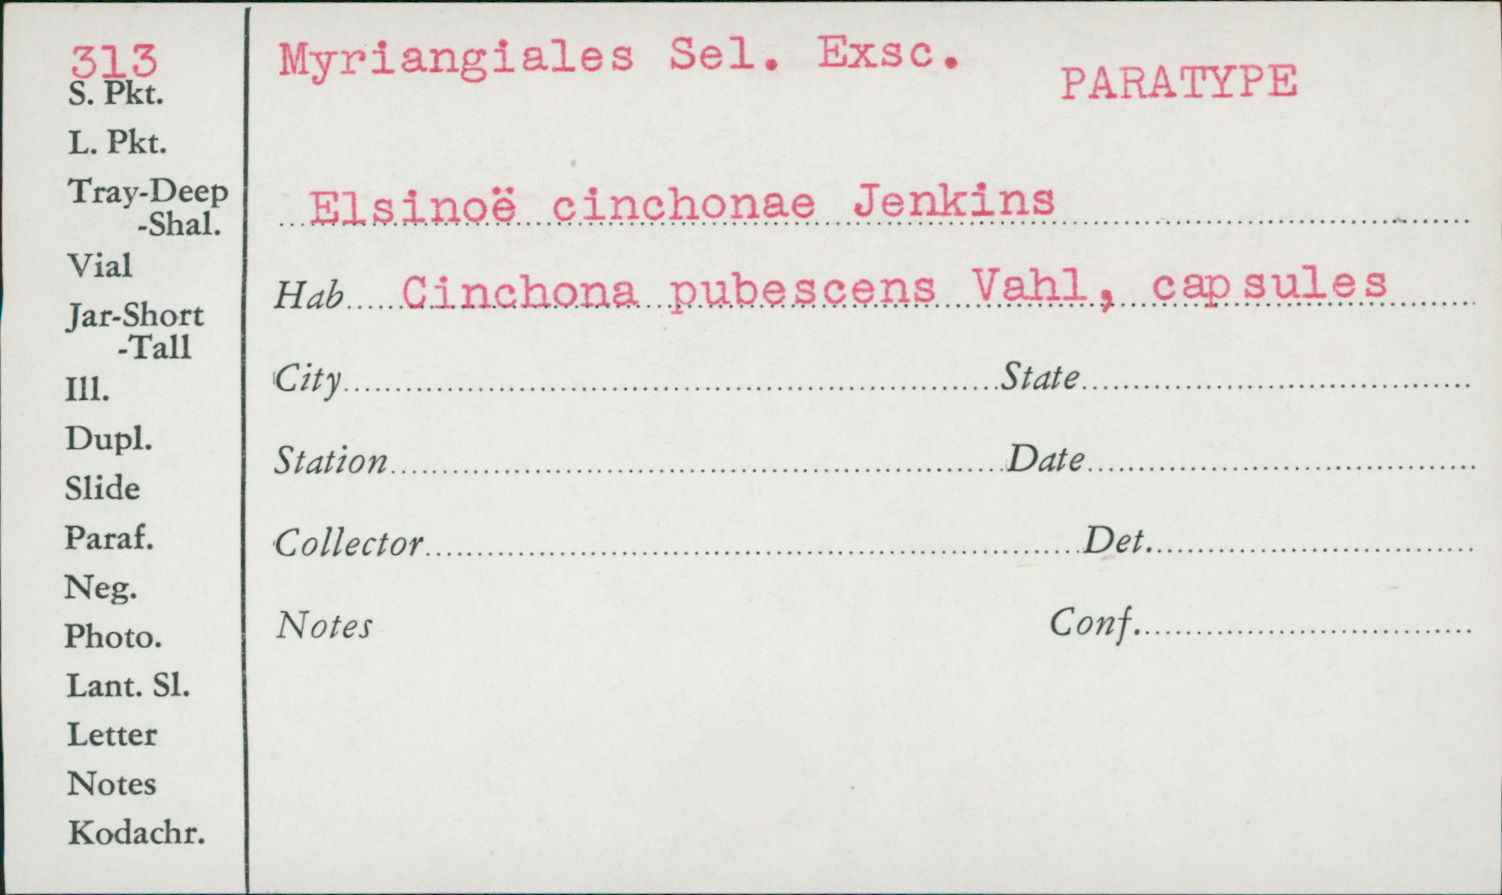 313
S. Pkt.
L. Pkt.
Tray-Deep
-Shal.
Vial
Jar-Short
-Tall
Ill.
Dupl.
Slide
Paraf.
Neg.
Photo.
Lant. Sl.
Letter
Notes
Kodachr.
Myriangiales Sel. Exsc.
PARATYPE
Elsinoë cinchonae Jenkins
Hab. Cinchona pubescens Vahl, capsules
City State
Station Date
Collector Det.
Notes Conf.